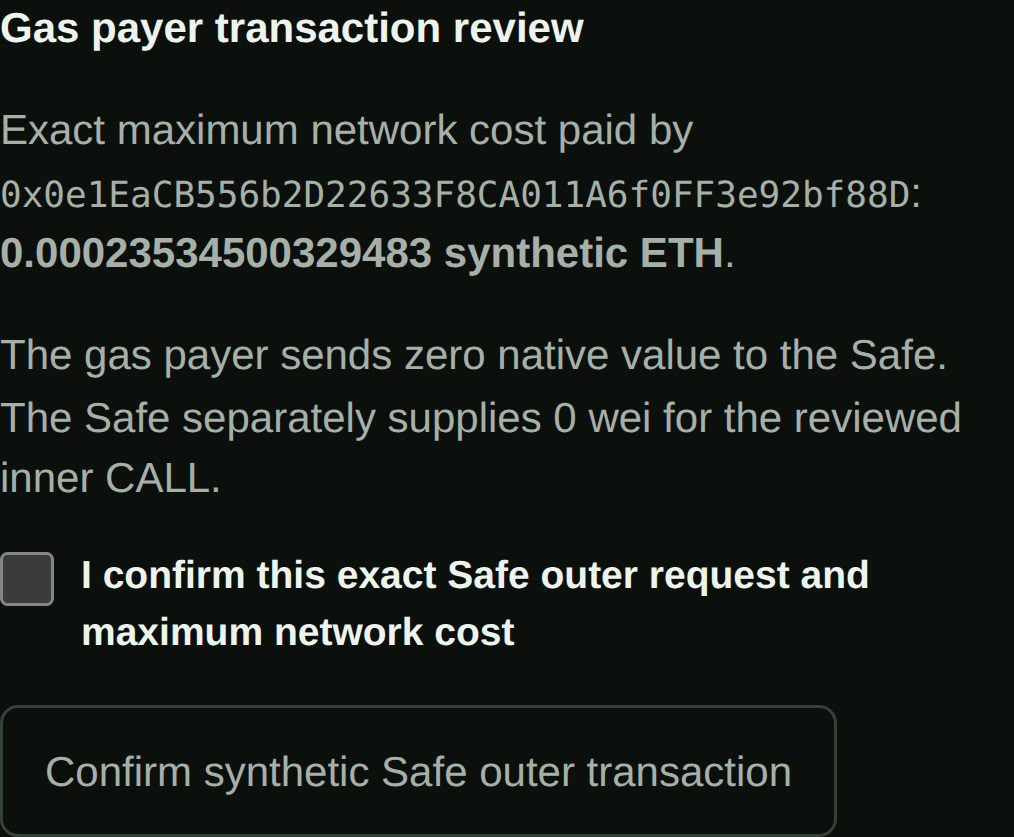 Gas payer transaction review
Exact maximum network cost paid by
0x0e1EaCB556b2D22633F8CA011A6f0FF3e92bf88D:
0.00023534500329483 synthetic ETH.
The gas payer sends zero native value to the Safe.
The Safe separately supplies 0 wei for the reviewed
inner CALL.
I confirm this exact Safe outer request and
maximum network cost
Confirm synthetic Safe outer transaction